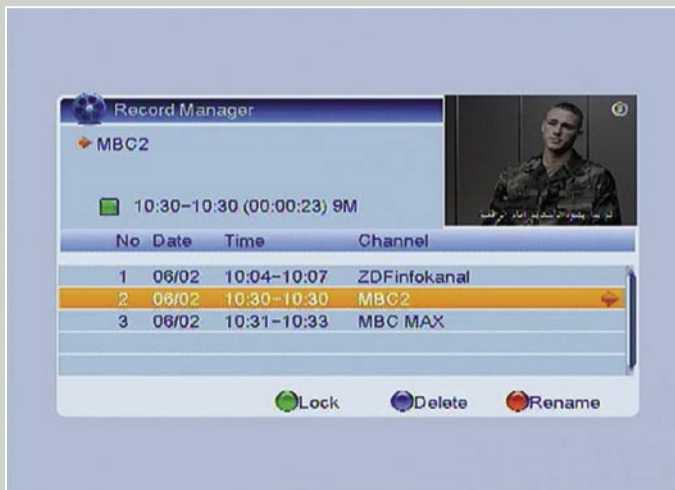 Record Manager
MBC2
10:30-10:30 (00:00:23) 9M
No Date Time Channel
1 06/02 10:04-10:07 ZDFinfokanal
2 06/02 10:30-10:30 MBC2
3 06/02 10:31-10:33 MBC MAX
Lock Delete Rename